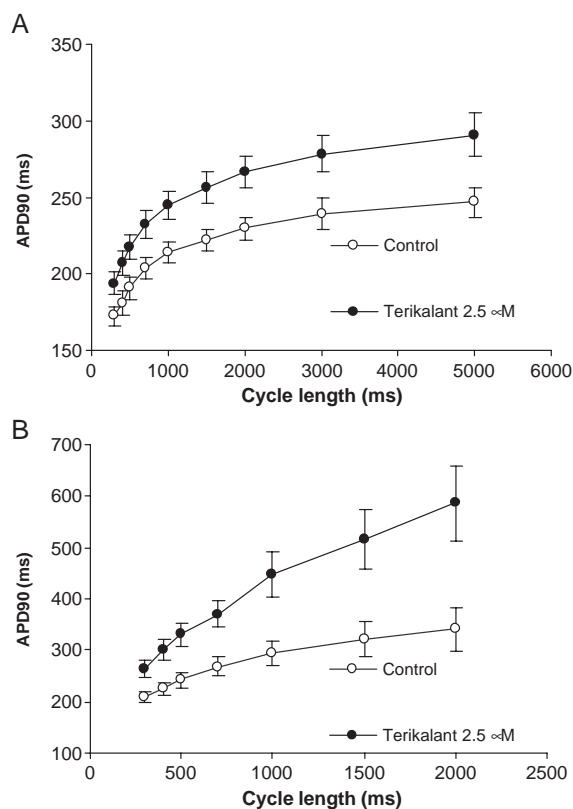 A
350
300
250
200
150
APD90 (ms)
Control
Terikalant 2.5 ∝M
0 1000 2000 3000 4000 5000 6000
Cycle length (ms)
B
700
600
500
400
300
200
100
APD90 (ms)
Control
Terikalant 2.5 ∝M
0 500 1000 1500 2000 2500
Cycle length (ms)